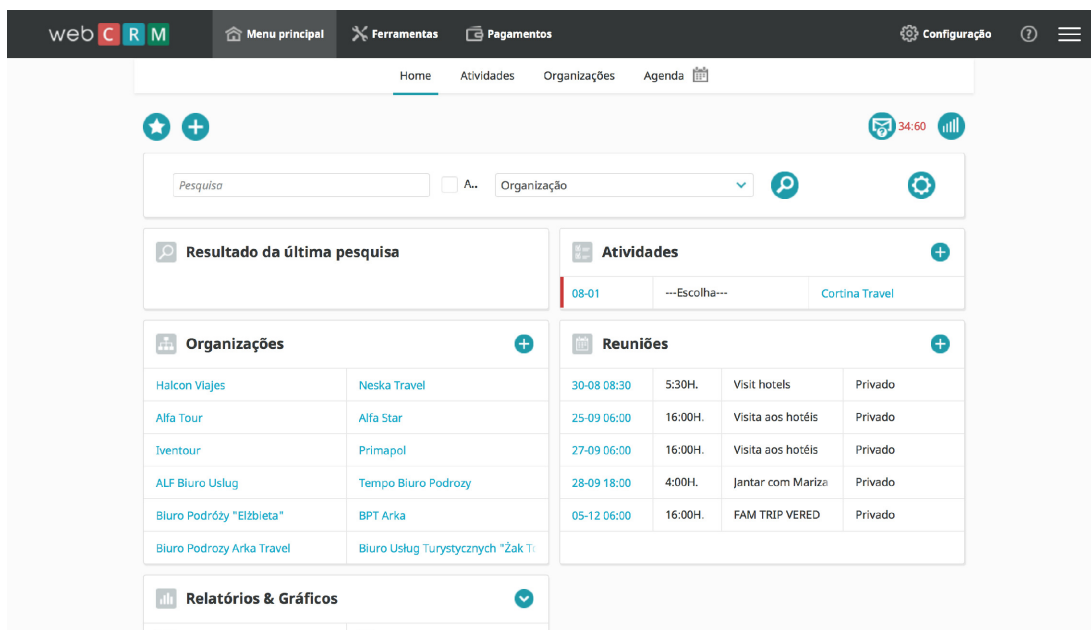 web CRM Menu principal Ferramentas Pagamentos Configuração ?
Home Atividades Organizações Agenda
34:60
Pesquisa A.. Organização
Resultado da última pesquisa
Atividades
08-01 ---Escolha--- Cortina Travel
Organizações
Halcon Viajes Neska Travel
Alfa Tour Alfa Star
Iventour Primapol
ALF Biuro Uslug Tempo Biuro Podrozy
Biuro Podróży "Elżbieta" BPT Arka
Biuro Podrozy Arka Travel Biuro Usług Turystycznych "Żak To
Reuniões
30-08 08:30 5:30H. Visit hotels Privado
25-09 06:00 16:00H. Visita aos hotéis Privado
27-09 06:00 16:00H. Visita aos hotéis Privado
28-09 18:00 4:00H. Jantar com Mariza Privado
05-12 06:00 16:00H. FAM TRIP VERED Privado
Relatórios & Gráficos